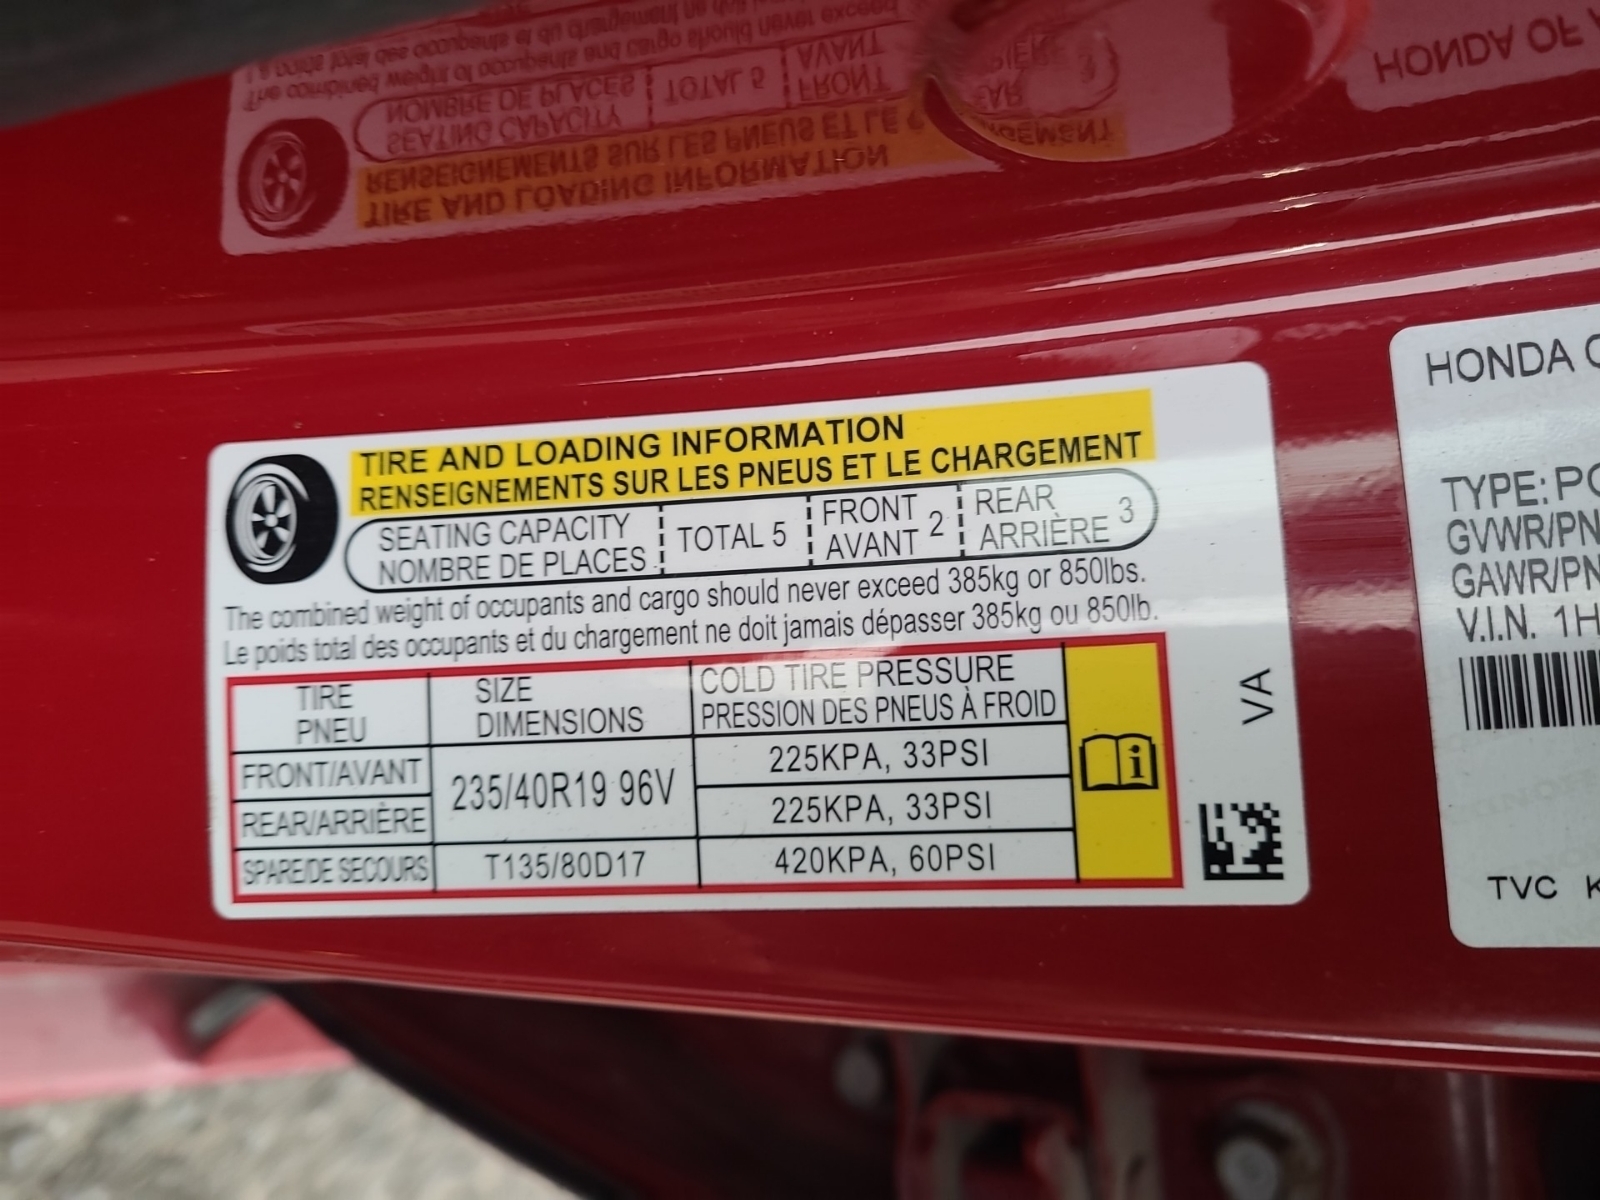 TIRE AND LOADING INFORMATION
RENSEIGNEMENTS SUR LES PNEUS ET LE CHARGEMENT
SEATING CAPACITY
NOMBRE DE PLACES
TOTAL 5
FRONT
AVANT 2
REAR
ARRIÈRE 3
The combined weight of occupants and cargo should never exceed 385kg or 850lbs.
Le poids total des occupants et du chargement ne doit jamais dépasser 385kg ou 850lb.
TIRE
PNEU
SIZE
DIMENSIONS
COLD TIRE PRESSURE
PRESSION DES PNEUS À FROID
FRONT/AVANT
235/40R19 96V
225KPA, 33PSI
REAR/ARRIÈRE
225KPA, 33PSI
SPARE/DE SECOURS
T135/80D17
420KPA, 60PSI
VA
HONDA
TYPE:
GVWR/PN
GAWR/PN
V.I.N. 1H
TVC